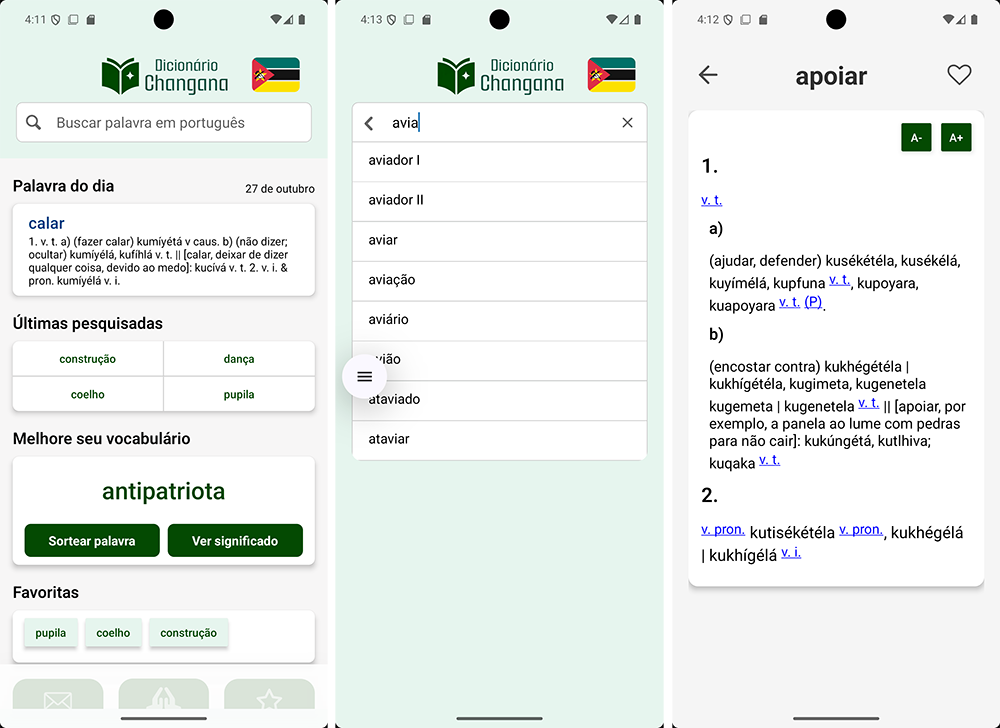 4:11
Dicionário
Changana
Buscar palavra em português
Palavra do dia
27 de outubro
calar
1. v. t. a) (fazer calar) kumíyétá v caus. b) (não dizer;
ocultar) kumíyélá, kufíhlá v. t. || [calar, deixar de dizer
qualquer coisa, devido ao medo]: kucívá v. t. 2. v. i. &
pron. kumíyélá v. i.
Últimas pesquisadas
construção
dança
coelho
pupila
Melhore seu vocabulário
antipatriota
Sortear palavra
Ver significado
Favoritas
pupila
coelho
construção
4:13
Dicionário
Changana
avia
aviador I
aviador II
aviar
aviação
aviário
vião
ataviado
ataviar
4:12
apoiar
A-
A+
1.
v. t.
a)
(ajudar, defender) kusékétéla, kusékélá,
kuyímélá, kupfuna v. t., kupoyara,
kuapoyara v. t. (P).
b)
(encostar contra) kukhégétéla |
kukhígétéla, kugimeta, kugenetela
kugemeta | kugenetela v. t. || [apoiar, por
exemplo, a panela ao lume com pedras
para não cair]: kukúngétá, kutlhiva;
kuqaka v. t.
2.
v. pron. kutisékétéla v. pron., kukhégélá
| kukhígélá v. i.